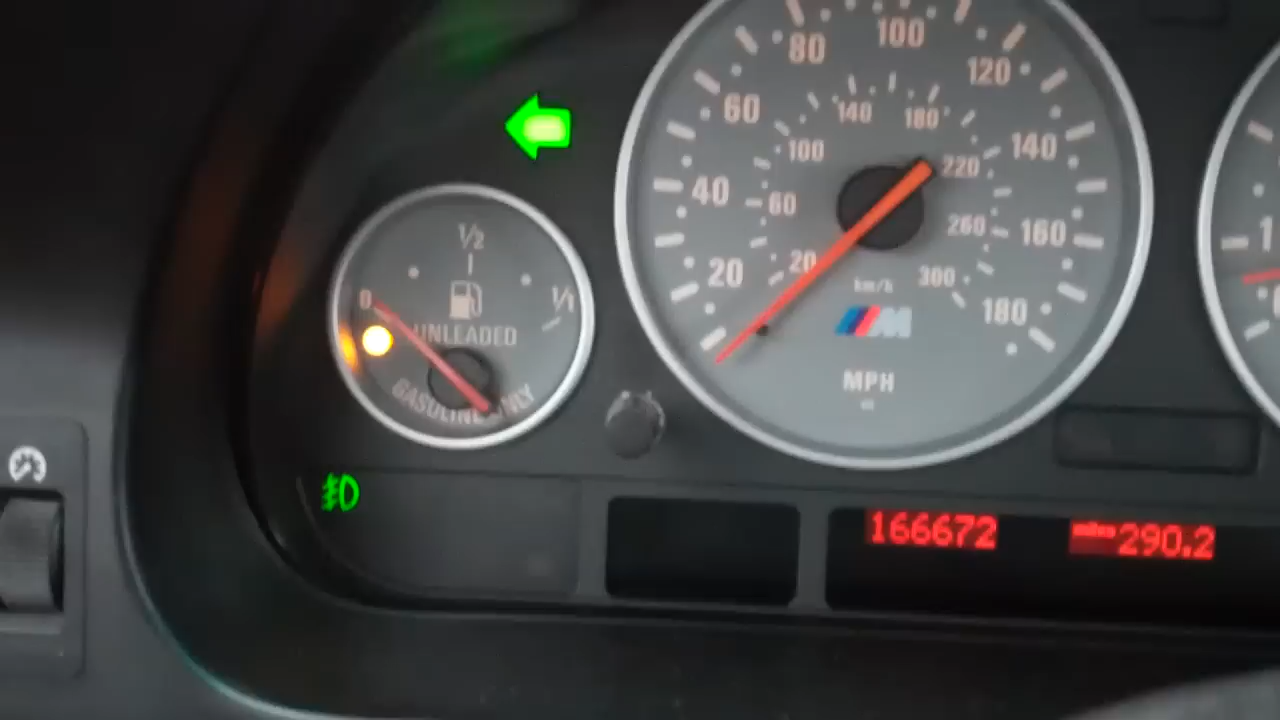 80 100 120
60 140
40 160
20 180
140 180
100 220
60 260
20 300
km/h
M
MPH
1/2
0 1/1
UNLEADED
GASOLINE ONLY
166672 miles 290.2